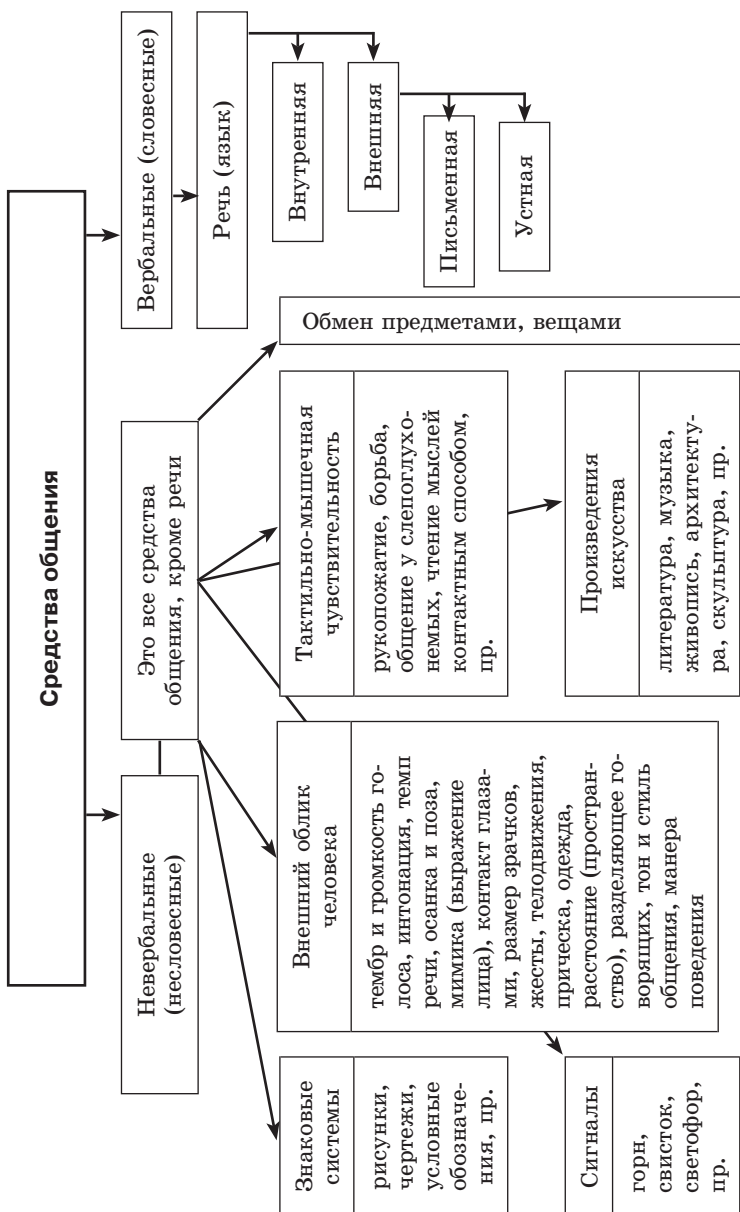 Средства общения
Невербальные
(несловесные)
Это все средства
общения, кроме речи
Вербальные (словесные)
Речь (язык)
Внутренняя
Внешняя
Письменная
Устная
Знаковые
системы
рисунки,
чертежи,
условные
обозначе-
ния, пр.
Внешний облик
человека
тембр и громкость го-
лоса, интонация, темп
речи, осанка и поза,
мимика (выражение
лица), контакт глаза-
ми, размер зрачков,
жесты, телодвижения,
прическа, одежда,
расстояние (простран-
ство), разделяющее го-
ворящих, тон и стиль
общения, манера
поведения
Тактильно-мышечная
чувствительность
рукопожатие, борьба,
общение у слепоглухо-
немых, чтение мыслей
контактным способом,
пр.
Обмен предметами, вещами
Сигналы
горн,
свисток,
светофор,
пр.
Произведения
искусства
литература, музыка,
живопись, архитекту-
ра, скульптура, пр.